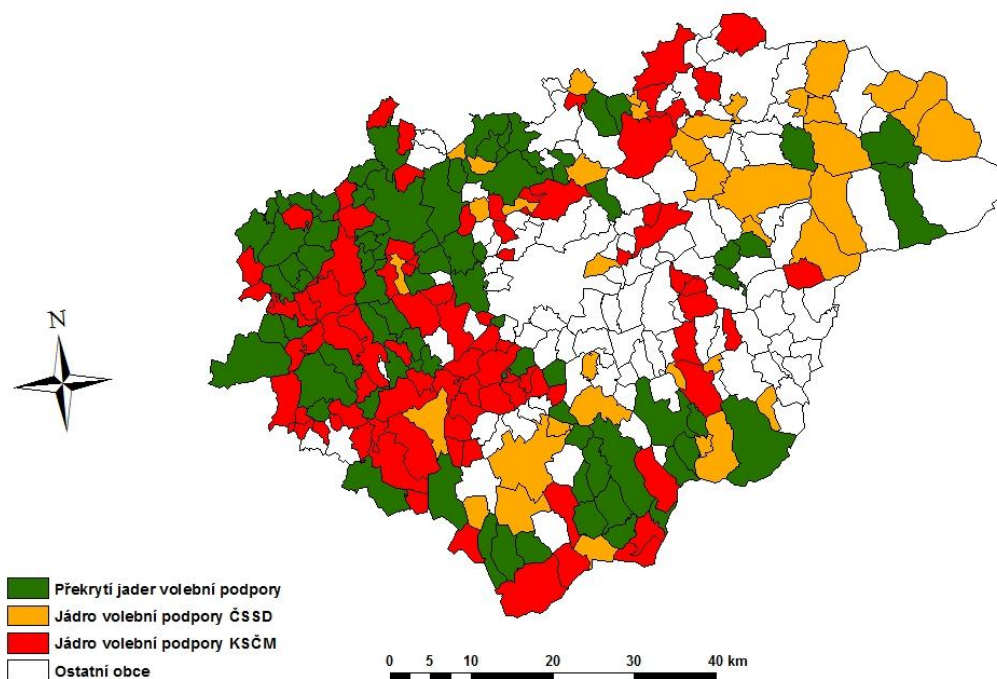 N
Překrytí jader volební podpory
Jádro volební podpory ČSSD
Jádro volební podpory KSČM
Ostatní obce
0 5 10 20 30 40 km